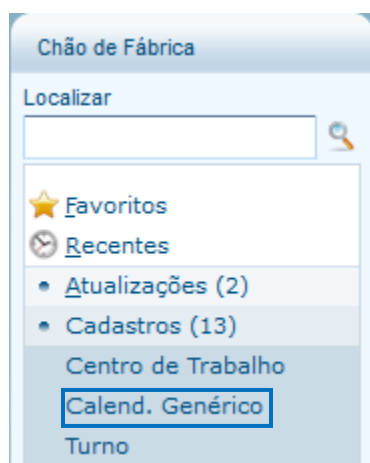 Chão de Fábrica
Localizar
Favoritos
Recentes
• Atualizações (2)
• Cadastros (13)
Centro de Trabalho
Calend. Genérico
Turno